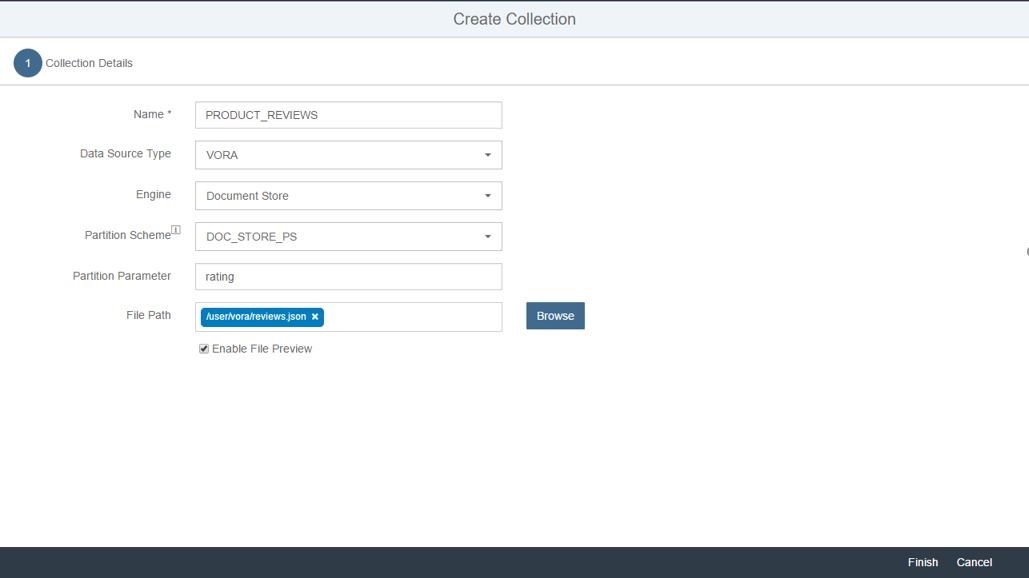 Create Collection
1 Collection Details
Name * PRODUCT_REVIEWS
Data Source Type VORA
Engine Document Store
Partition Scheme i DOC_STORE_PS
Partition Parameter rating
File Path /user/vora/reviews.json × Browse
Enable File Preview
Finish Cancel